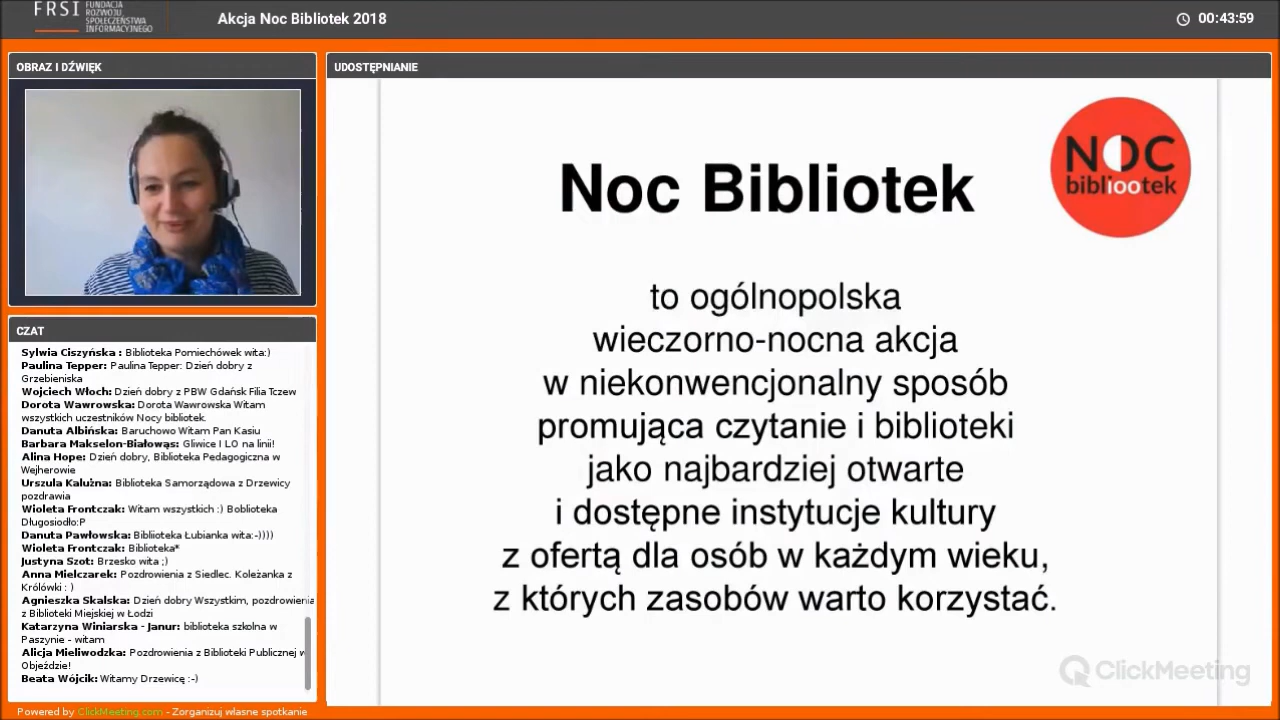 FRSI
FUNDACJA
ROZWOJU
SPOŁECZEŃSTWA
INFORMACYJNEGO
Akcja Noc Bibliotek 2018
00:43:59
OBRAZ I DŹWIĘK
CZAT
Sylwia Ciszyńska : Biblioteka Pomiechówek wita:)
Paulina Tepper: Paulina Tepper: Dzień dobry z
Grzebieniska
Wojciech Włoch: Dzień dobry z PBW Gdańsk Filia Tczew
Dorota Wawrowska: Dorota Wawrowska Witam
wszystkich uczestników Nocy bibliotek.
Danuta Albińska: Baruchowo Witam Pan Kasiu
Barbara Makselon-Białowąs: Gliwice I LO na linii!
Alina Hope: Dzień dobry, Biblioteka Pedagogiczna w
Wejherowie
Urszula Kalużna: Biblioteka Samorządowa z Drzewicy
pozdrawia
Wioleta Frontczak: Witam wszystkich :) Boblioteka
Długosiodło:P
Danuta Pawłowska: Biblioteka Łubianka wita:-))))
Wioleta Frontczak: Biblioteka*
Justyna Szot: Brzesko wita ;)
Anna Mielczarek: Pozdrowienia z Siedlec. Koleżanka z
Królówki : )
Agnieszka Skalska: Dzień dobry Wszystkim, pozdrowienia
z Biblioteki Miejskiej w Łodzi
Katarzyna Winiarska - Janur: biblioteka szkolna w
Paszynie - witam
Alicja Mieliwodzka: Pozdrowienia z Biblioteki Publicznej w
Objeździe!
Beata Wójcik: Witamy Drzewicę :-)
Powered by ClickMeeting.com - Zorganizuj własne spotkanie
UDOSTĘPNIANIE
NOC
bibliootek
Noc Bibliotek
to ogólnopolska
wieczorno-nocna akcja
w niekonwencjonalny sposób
promująca czytanie i biblioteki
jako najbardziej otwarte
i dostępne instytucje kultury
z ofertą dla osób w każdym wieku,
z których zasobów warto korzystać.
ClickMeeting